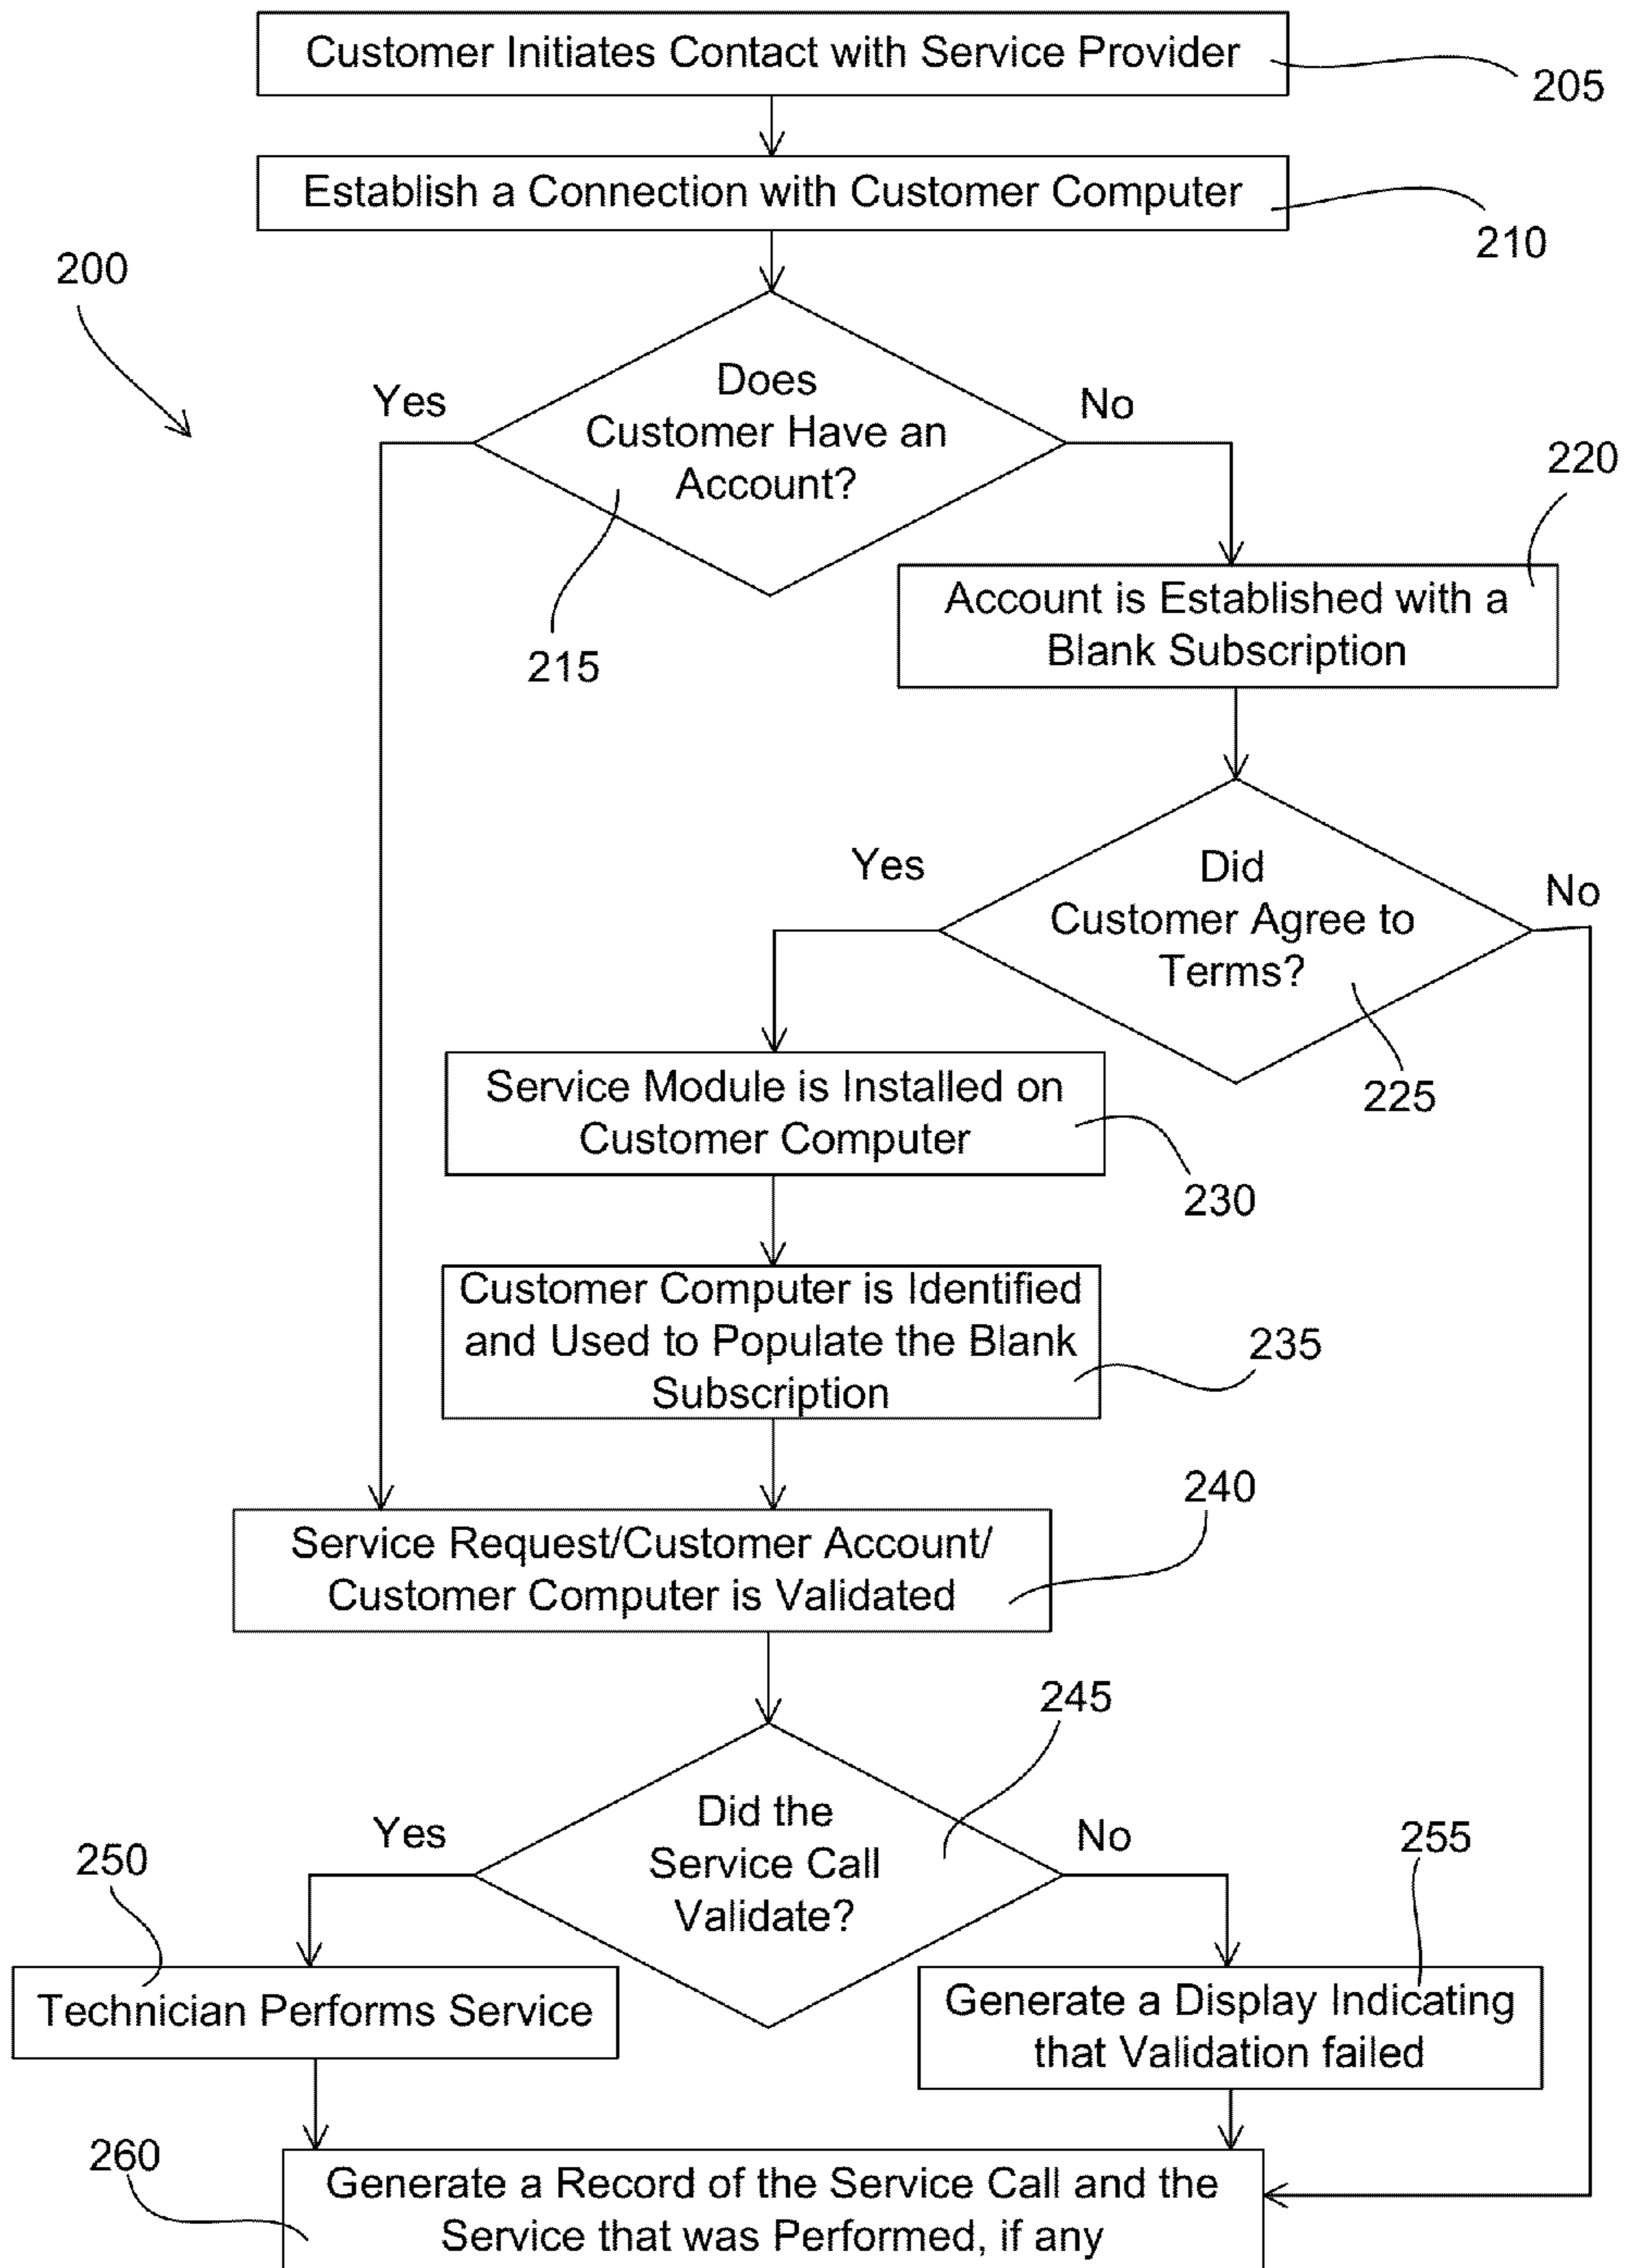 Customer Initiates Contact with Service Provider
205
Establish a Connection with Customer Computer
210
200
Does
Customer Have an
Account?
Yes
No
215
220
Account is Established with a
Blank Subscription
Did
Customer Agree to
Terms?
Yes
No
225
Service Module is Installed on
Customer Computer
230
Customer Computer is Identified
and Used to Populate the Blank
Subscription
235
240
Service Request/Customer Account/
Customer Computer is Validated
245
Did the
Service Call
Validate?
Yes
No
250
255
Technician Performs Service
Generate a Display Indicating
that Validation failed
260
Generate a Record of the Service Call and the
Service that was Performed, if any